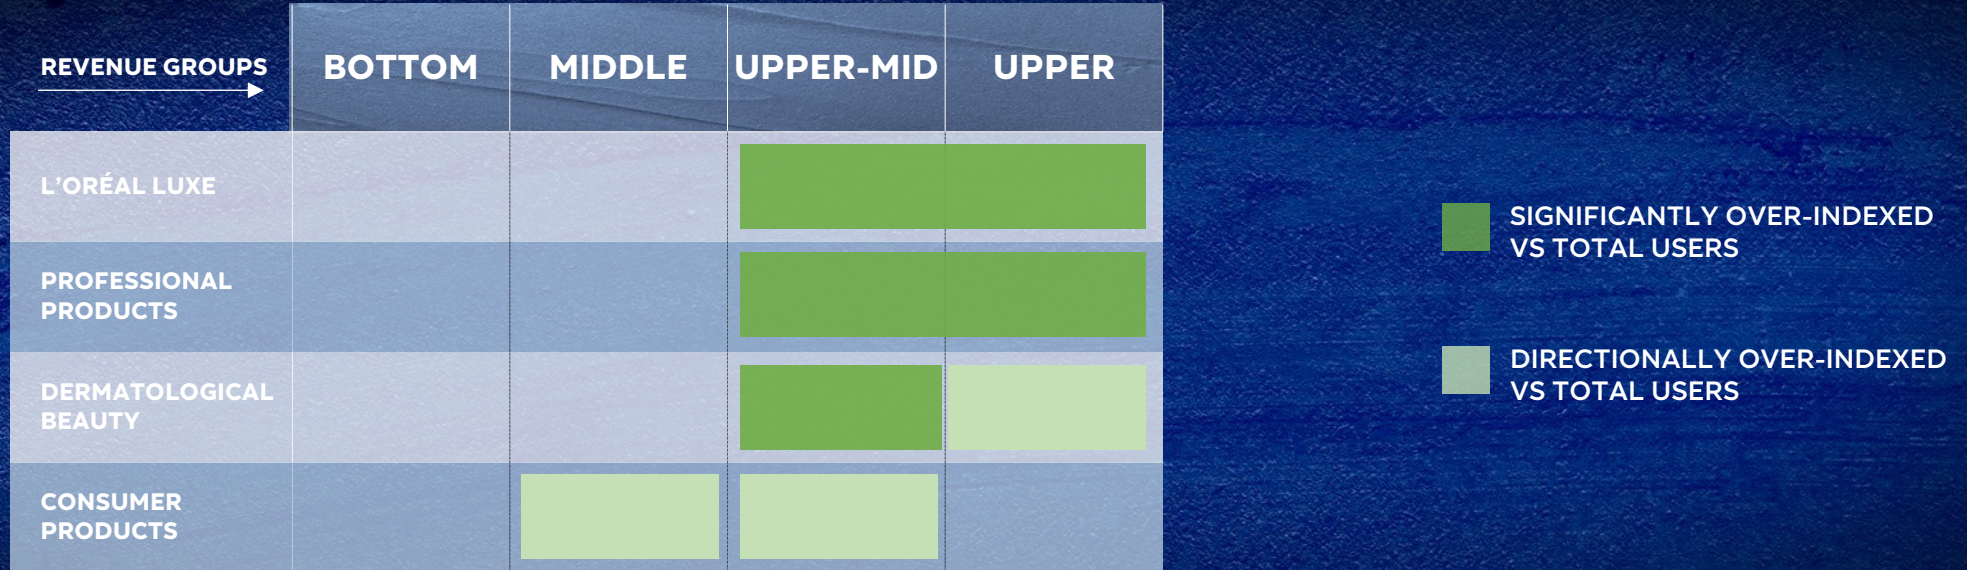 REVENUE GROUPS
BOTTOM
MIDDLE
UPPER-MID
UPPER
L’ORÉAL LUXE
PROFESSIONAL
PRODUCTS
DERMATOLOGICAL
BEAUTY
CONSUMER
PRODUCTS
SIGNIFICANTLY OVER-INDEXED
VS TOTAL USERS
DIRECTIONALLY OVER-INDEXED
VS TOTAL USERS